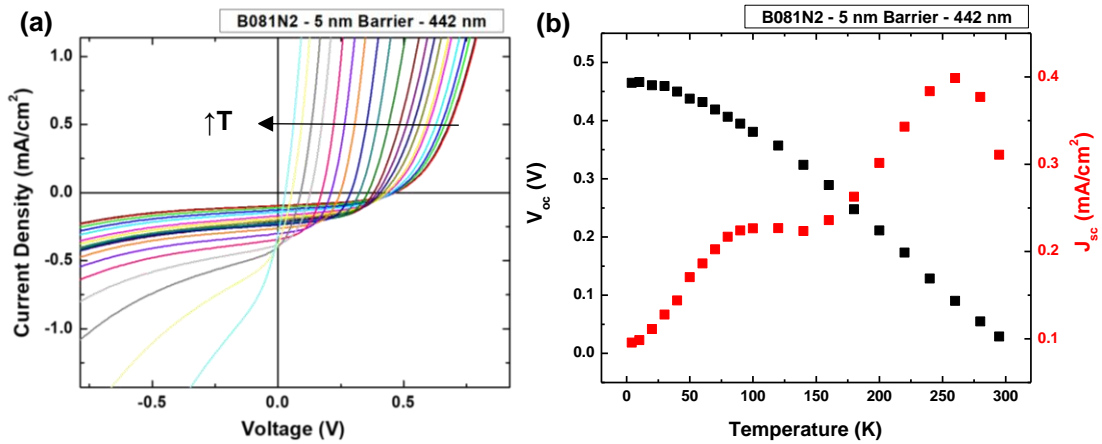 (a)
B081N2 - 5 nm Barrier - 442 nm
Current Density (mA/cm²)
1.0
0.5
0.0
-0.5
-1.0
↑T
-0.5
0.0
0.5
Voltage (V)
(b)
B081N2 - 5 nm Barrier - 442 nm
Voc (V)
0.5
0.4
0.3
0.2
0.1
0.0
0
50
100
150
200
250
300
Temperature (K)
0.4
0.3
0.2
0.1
Jsc (mA/cm²)